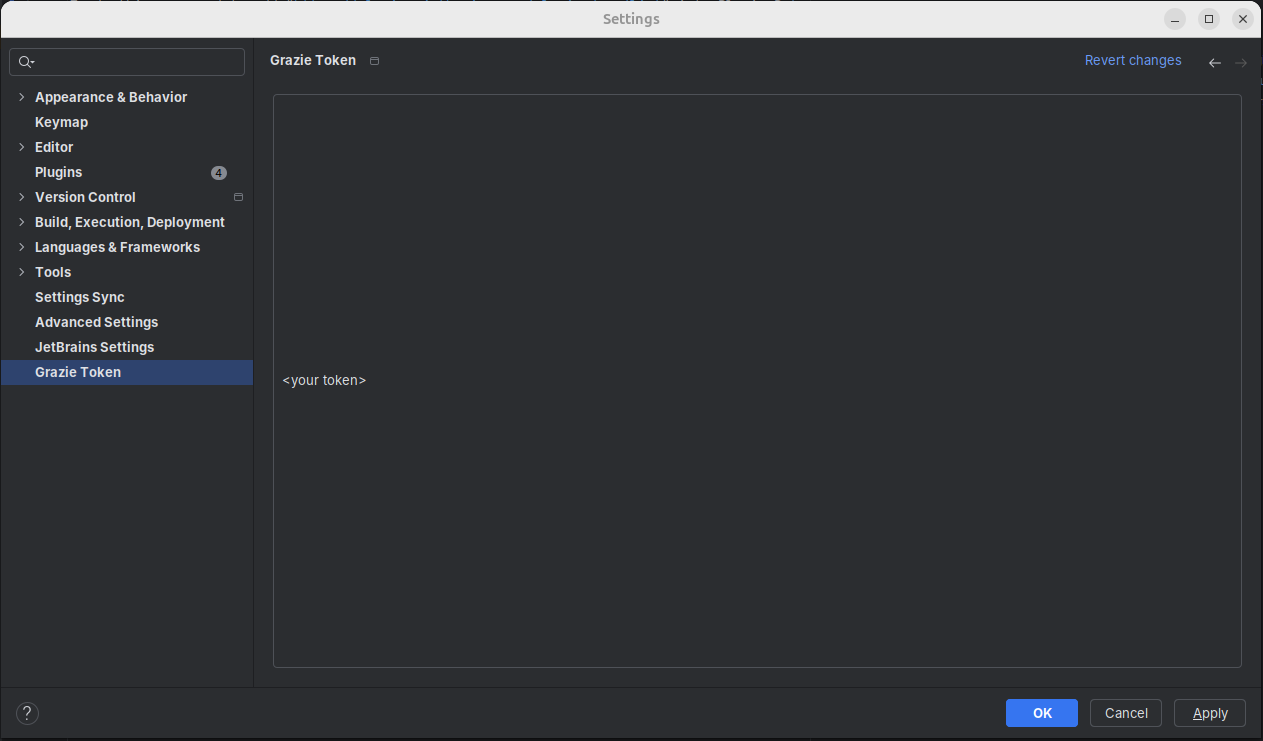 Settings
Grazie Token
Revert changes
Appearance & Behavior
Keymap
Editor
Plugins
4
Version Control
Build, Execution, Deployment
Languages & Frameworks
Tools
Settings Sync
Advanced Settings
JetBrains Settings
Grazie Token
<your token>
?
OK
Cancel
Apply